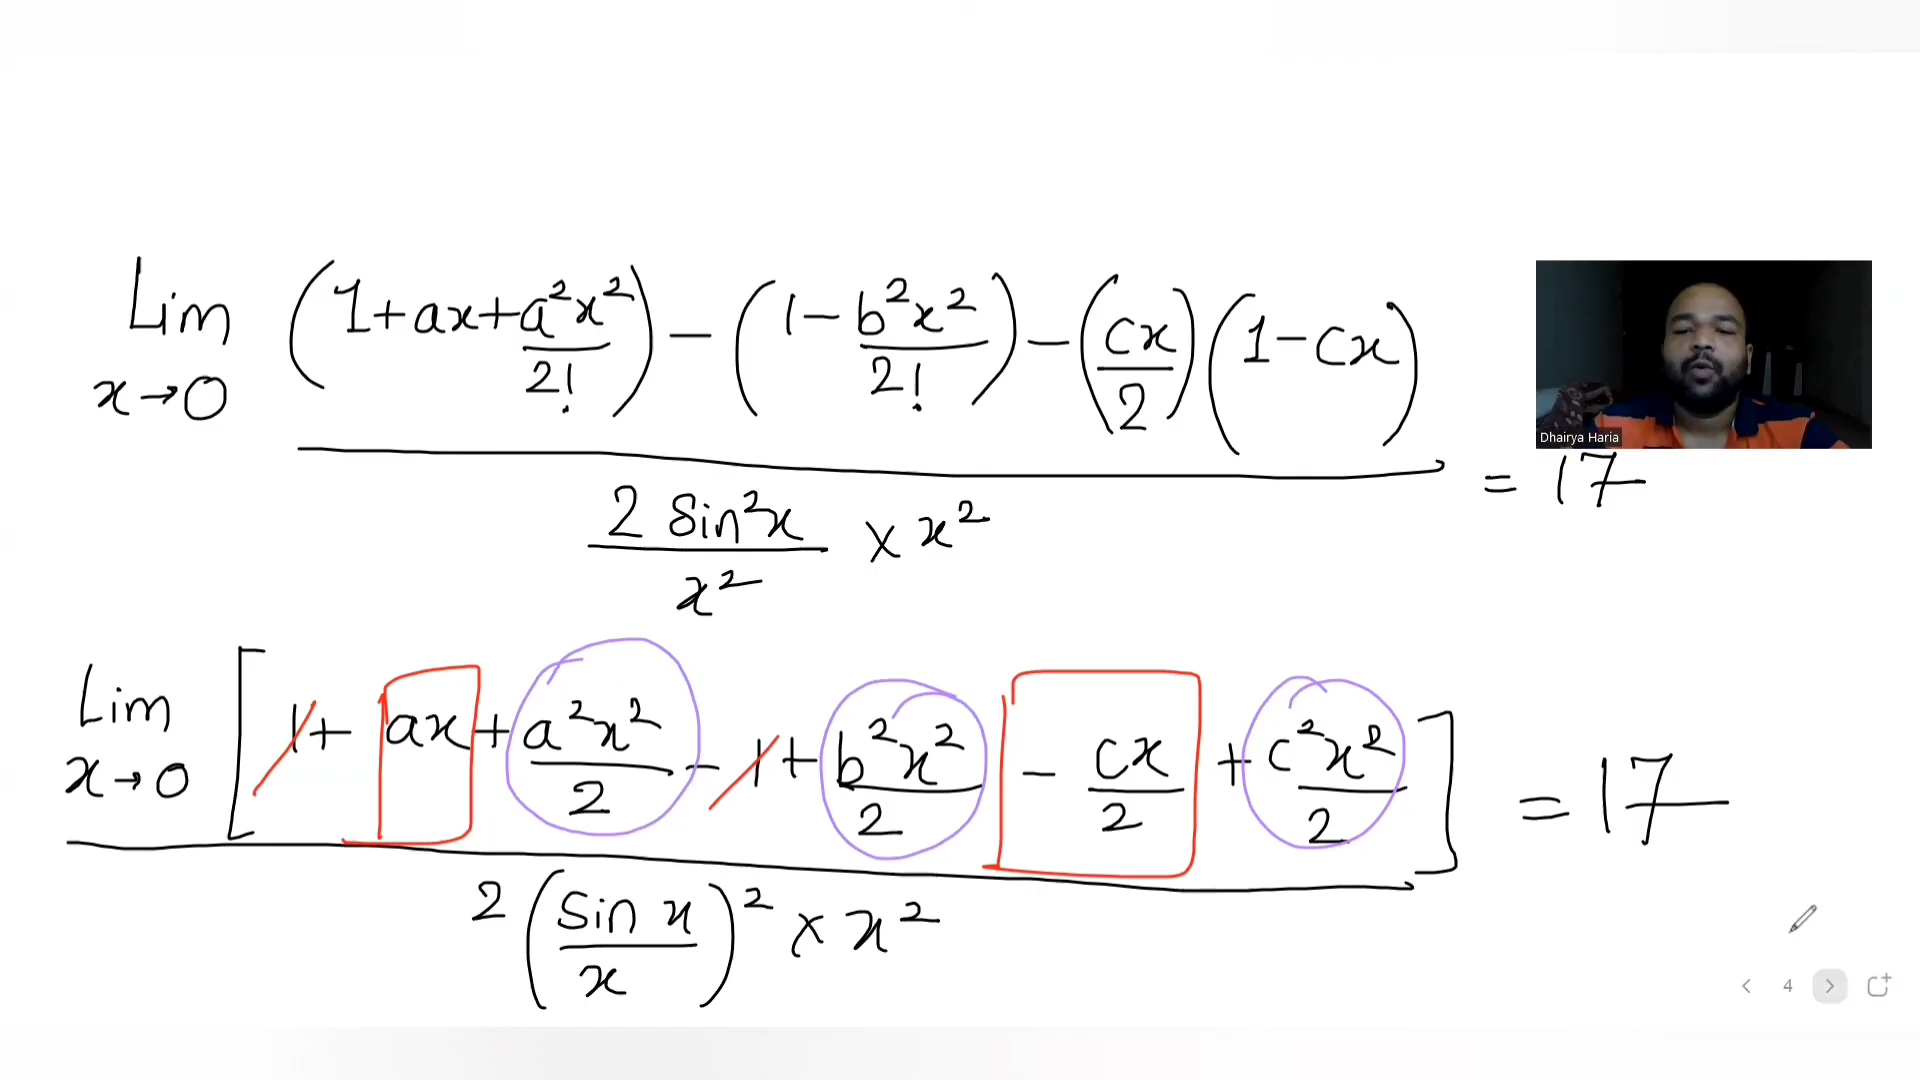 Lim x→0 (1+ax+a²x²/2!) − (1−b²x²/2!) − (cx/2)(1−cx)
2 Sin²x/x² × x²
= 17
Dhairya Haria
Lim x→0 [1+ ax + a²x²/2 − 1 + b²x²/2 − cx/2 + c²x²/2]
= 17
2 (Sin x/x)² × x²
4